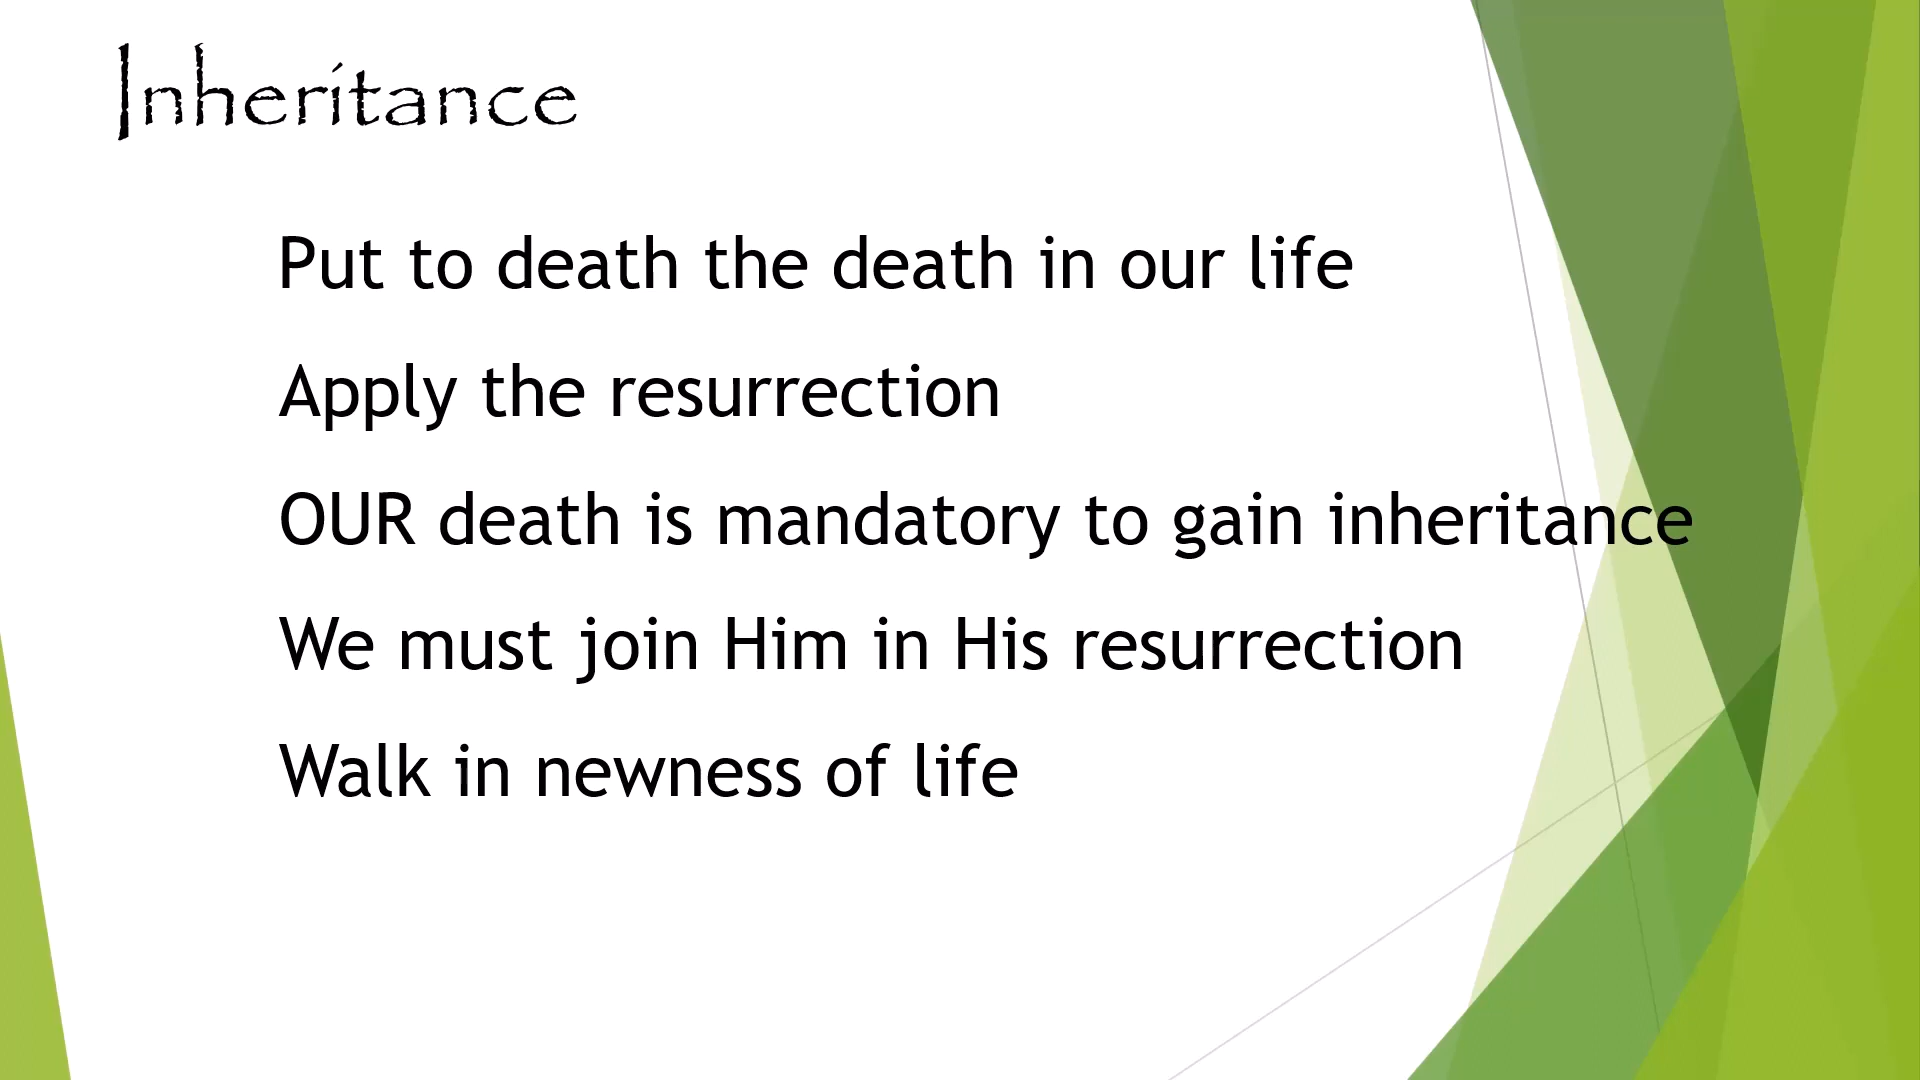 Inheritance
Put to death the death in our life
Apply the resurrection
OUR death is mandatory to gain inheritance
We must join Him in His resurrection
Walk in newness of life